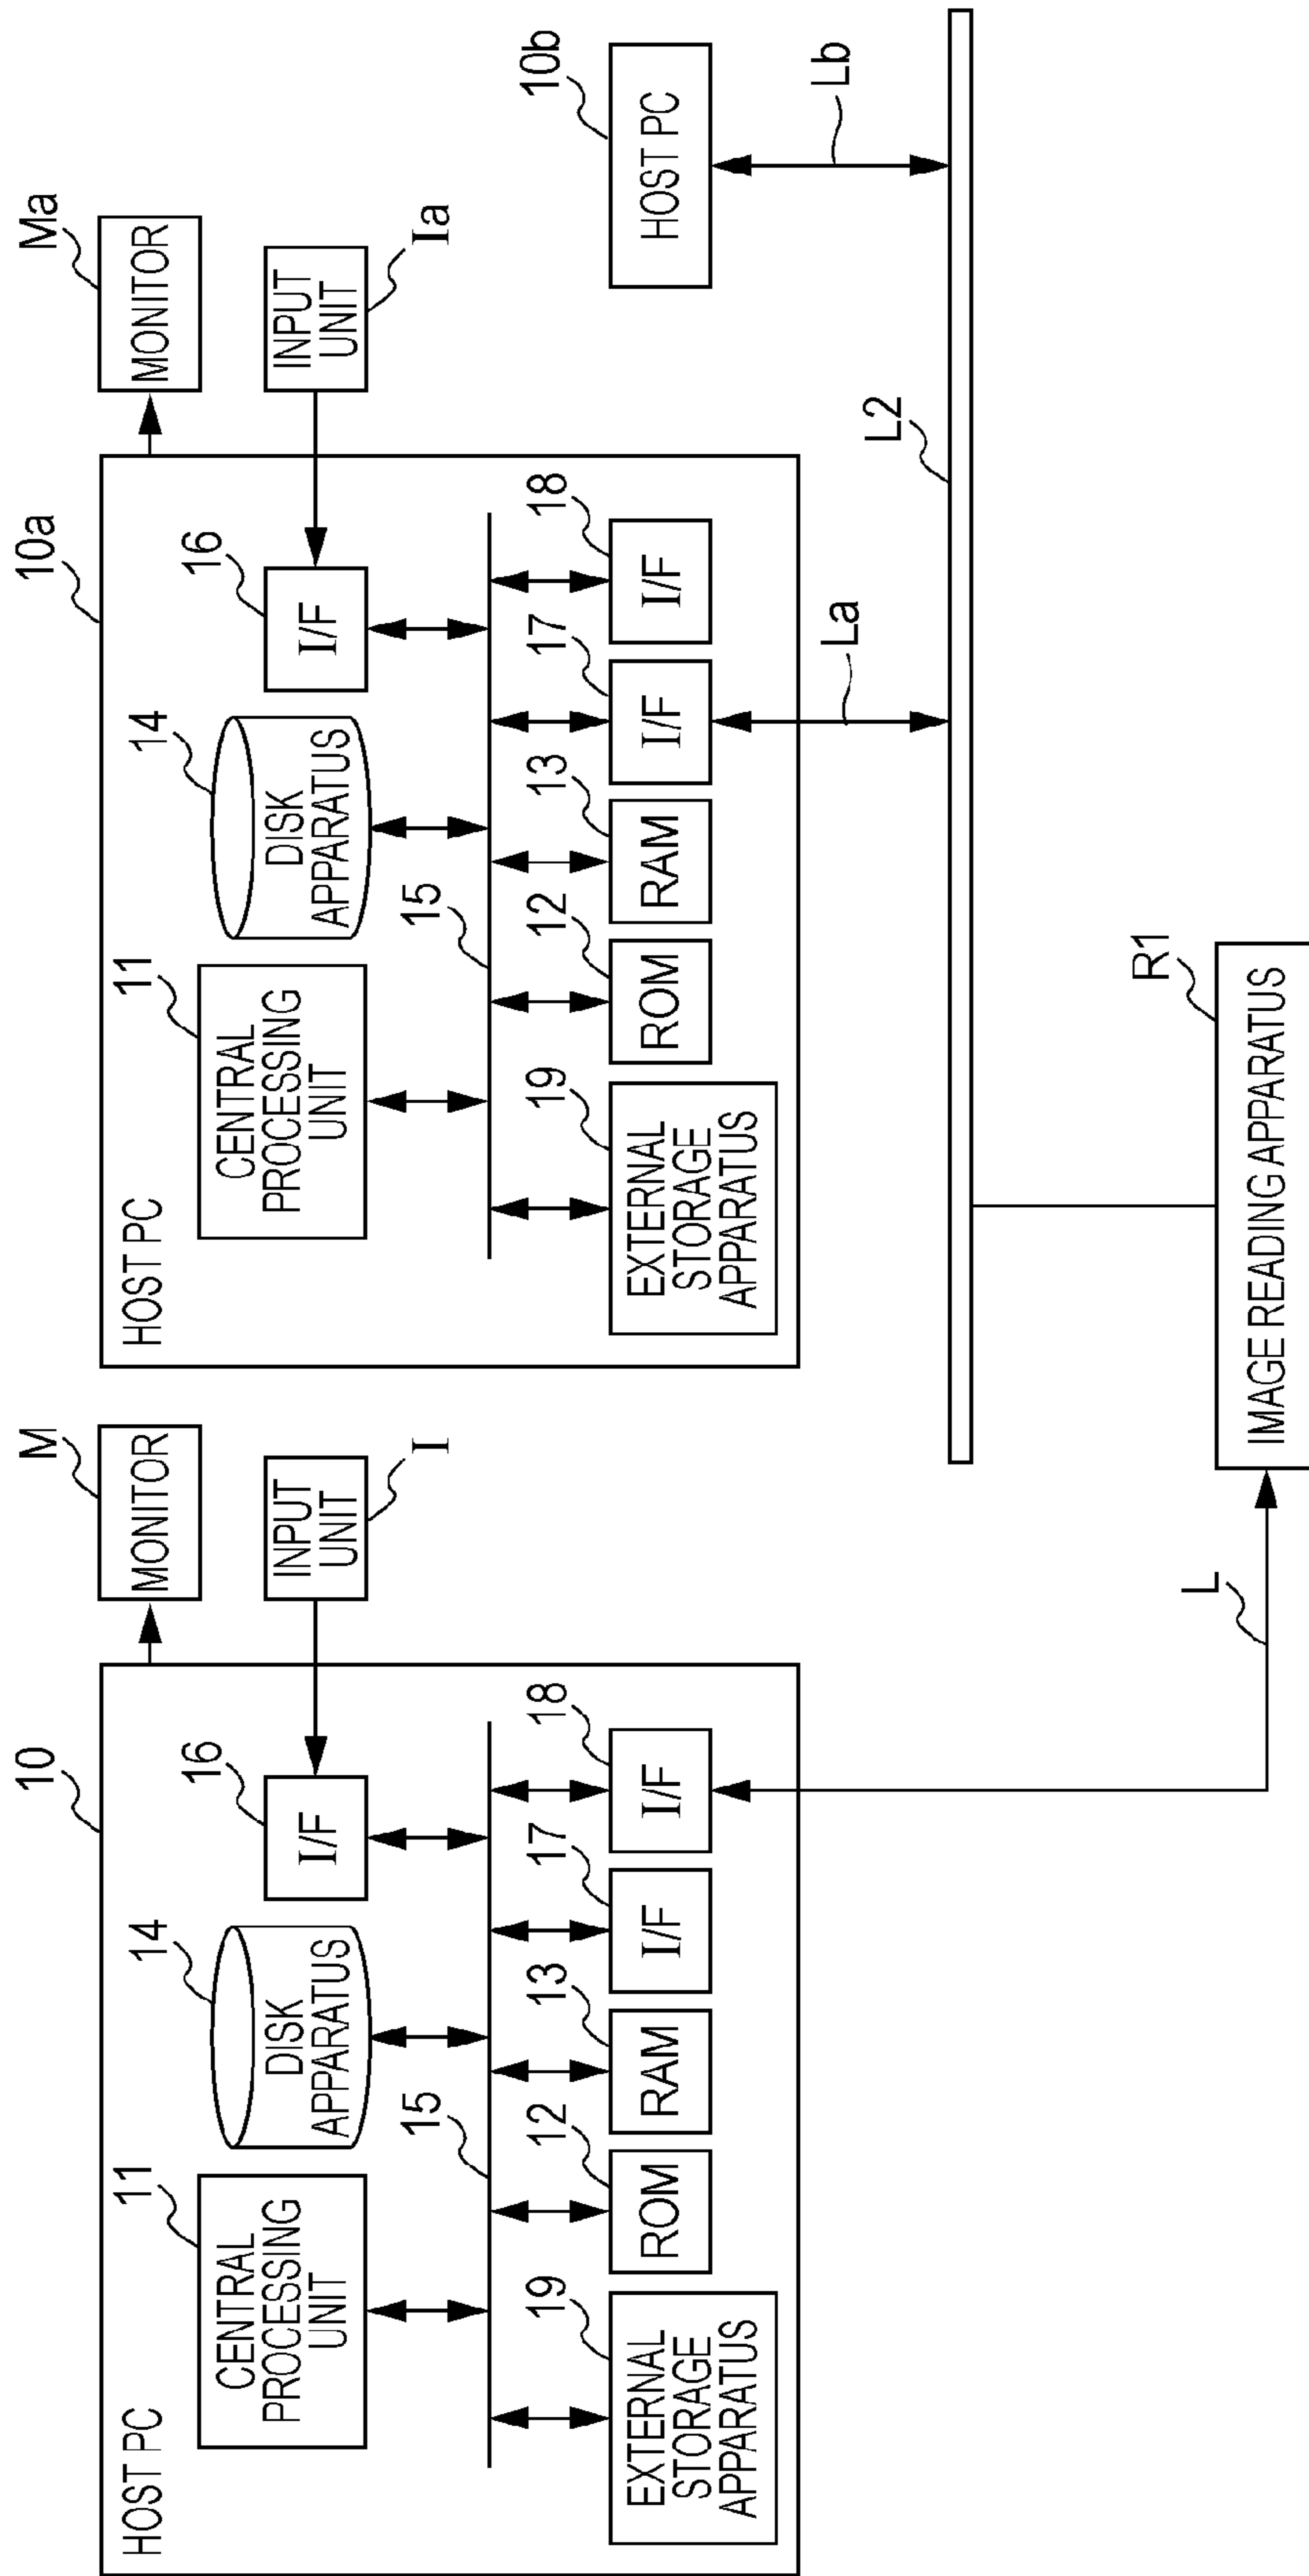 10
HOST PC
11
CENTRAL
PROCESSING
UNIT
14
DISK
APPARATUS
16
I/F
M
MONITOR
INPUT
UNIT
I
15
19
EXTERNAL
STORAGE
APPARATUS
12
ROM
13
RAM
17
I/F
18
I/F
L
10a
HOST PC
11
CENTRAL
PROCESSING
UNIT
14
DISK
APPARATUS
16
I/F
Ma
MONITOR
INPUT
UNIT
Ia
15
19
EXTERNAL
STORAGE
APPARATUS
12
ROM
13
RAM
17
I/F
18
I/F
La
10b
HOST PC
Lb
L2
R1
IMAGE READING APPARATUS